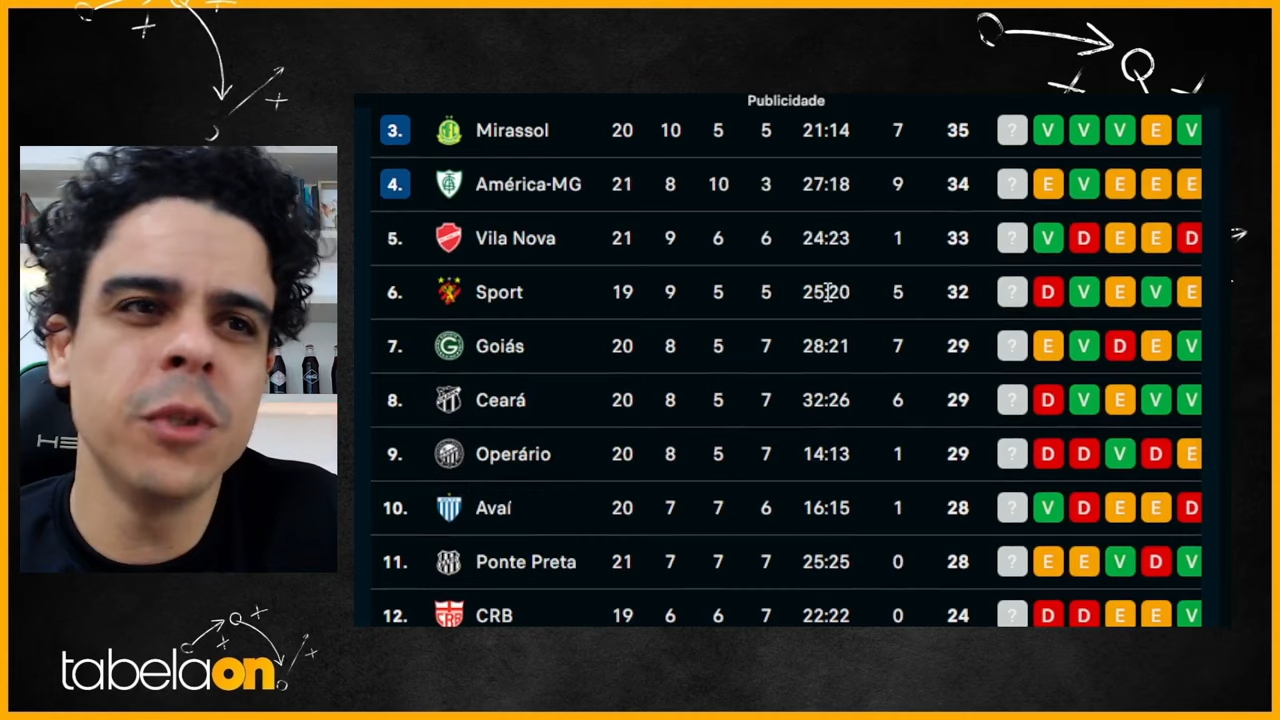 Publicidade
3. Mirassol 20 10 5 5 21:14 7 35 ? V V V E V
4. América-MG 21 8 10 3 27:18 9 34 ? E V E E E
5. Vila Nova 21 9 6 6 24:23 1 33 ? V D E E D
6. Sport 19 9 5 5 25:20 5 32 ? D V E V E
7. Goiás 20 8 5 7 28:21 7 29 ? E V D E V
8. Ceará 20 8 5 7 32:26 6 29 ? D V E V V
9. Operário 20 8 5 7 14:13 1 29 ? D D V D E
10. Avaí 20 7 7 6 16:15 1 28 ? V D E E D
11. Ponte Preta 21 7 7 7 25:25 0 28 ? E E V D V
12. CRB 19 6 6 7 22:22 0 24 ? D D E E V
CRB
HE
tabelaon